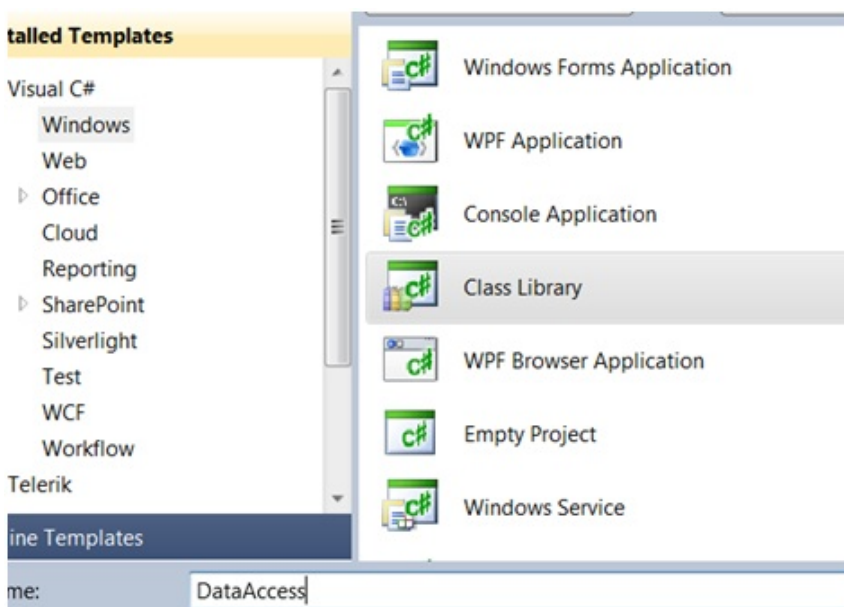 talled Templates
Visual C#
Windows
Web
Office
Cloud
Reporting
SharePoint
Silverlight
Test
WCF
Workflow
Telerik
ine Templates
Windows Forms Application
WPF Application
Console Application
Class Library
WPF Browser Application
Empty Project
Windows Service
me: DataAccess